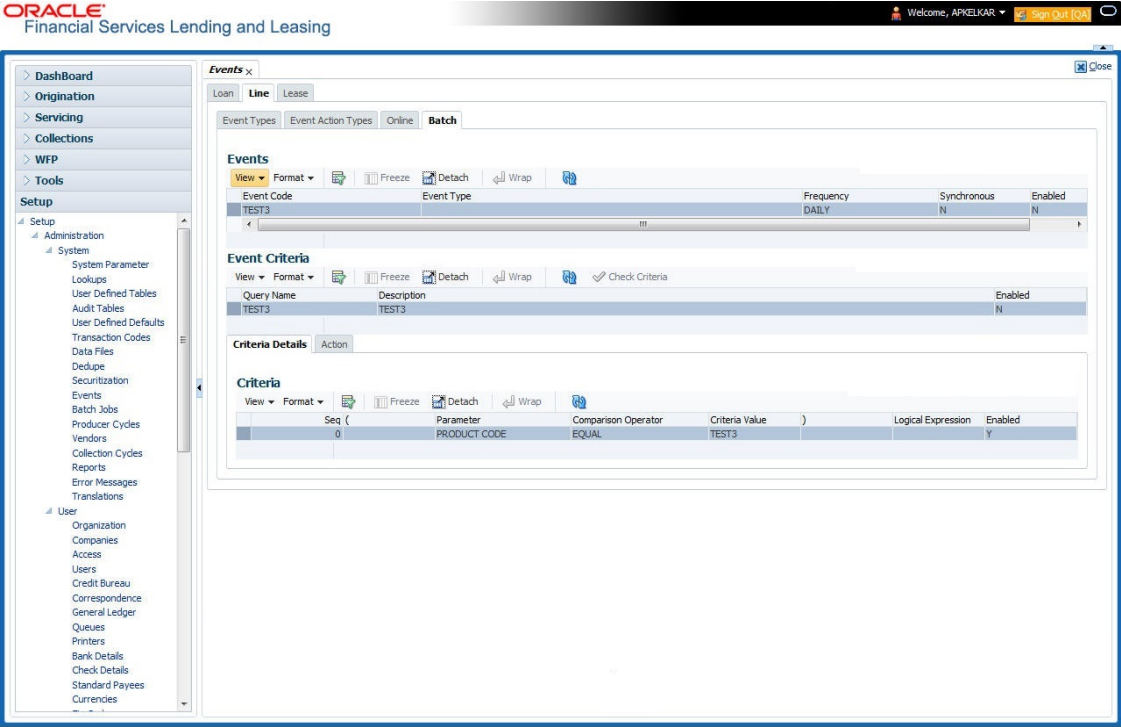 ORACLE
Financial Services Lending and Leasing
Welcome, APKELKAR
Sign Out [QA]
DashBoard
Origination
Servicing
Collections
WFP
Tools
Setup
Setup
Administration
System
System Parameter
Lookups
User Defined Tables
Audit Tables
User Defined Defaults
Transaction Codes
Data Files
Dedupe
Securitization
Events
Batch Jobs
Producer Cycles
Vendors
Collection Cycles
Reports
Error Messages
Translations
User
Organization
Companies
Access
Users
Credit Bureau
Correspondence
General Ledger
Queues
Printers
Bank Details
Check Details
Standard Payees
Currencies
Events x
Close
Loan Line Lease
Event Types Event Action Types Online Batch
Events
View Format Freeze Detach Wrap
Event Code Event Type Frequency Synchronous Enabled
TEST3 DAILY N N
Event Criteria
View Format Freeze Detach Wrap Check Criteria
Query Name Description Enabled
TEST3 TEST3 N
Criteria Details Action
Criteria
View Format Freeze Detach Wrap
Seq ( Parameter Comparison Operator Criteria Value ) Logical Expression Enabled
0 PRODUCT CODE EQUAL TEST3 Y